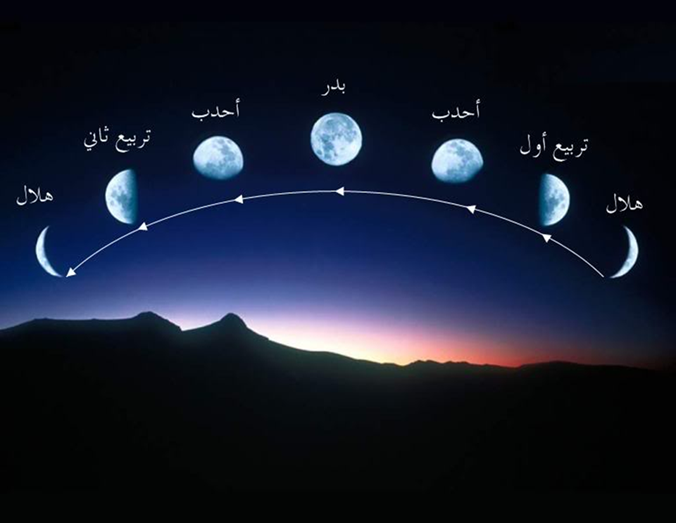 هلال
تربيع أول
أحدب
بدر
أحدب
تربيع ثاني
هلال